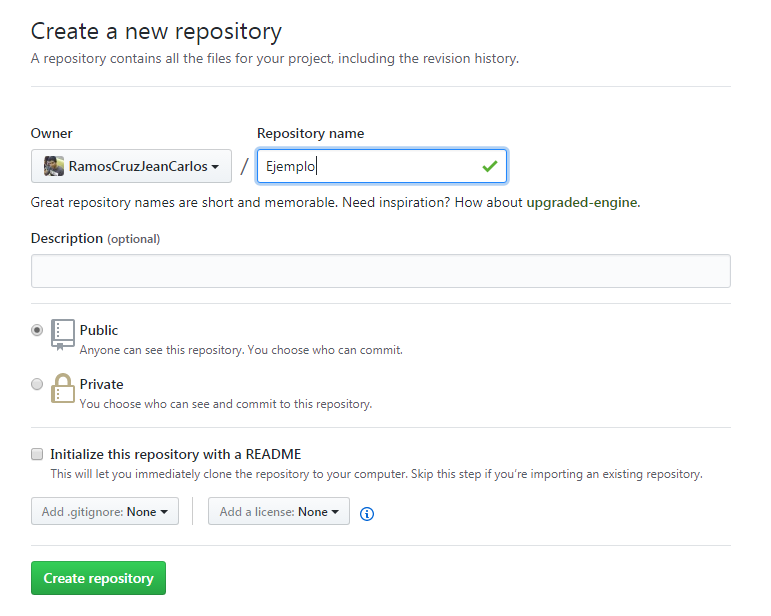 Create a new repository
A repository contains all the files for your project, including the revision history.
Owner
Repository name
RamosCruzJeanCarlos / Ejemplo
Great repository names are short and memorable. Need inspiration? How about upgraded-engine.
Description (optional)
Public
Anyone can see this repository. You choose who can commit.
Private
You choose who can see and commit to this repository.
Initialize this repository with a README
This will let you immediately clone the repository to your computer. Skip this step if you’re importing an existing repository.
Add .gitignore: None
Add a license: None
Create repository